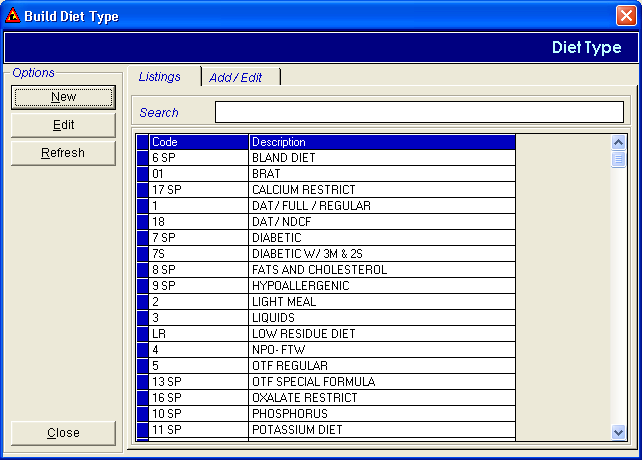 Build Diet Type
Diet Type
Options
New
Edit
Refresh
Close
Listings Add / Edit
Search
Code Description
6 SP BLAND DIET
01 BRAT
17 SP CALCIUM RESTRICT
1 DAT / FULL / REGULAR
18 DAT / NDCF
7 SP DIABETIC
7S DIABETIC W/ 3M & 2S
8 SP FATS AND CHOLESTEROL
9 SP HYPOALLERGENIC
2 LIGHT MEAL
3 LIQUIDS
LR LOW RESIDUE DIET
4 NPO- FTW
5 OTF REGULAR
13 SP OTF SPECIAL FORMULA
16 SP OXALATE RESTRICT
10 SP PHOSPHORUS
11 SP POTASSIUM DIET